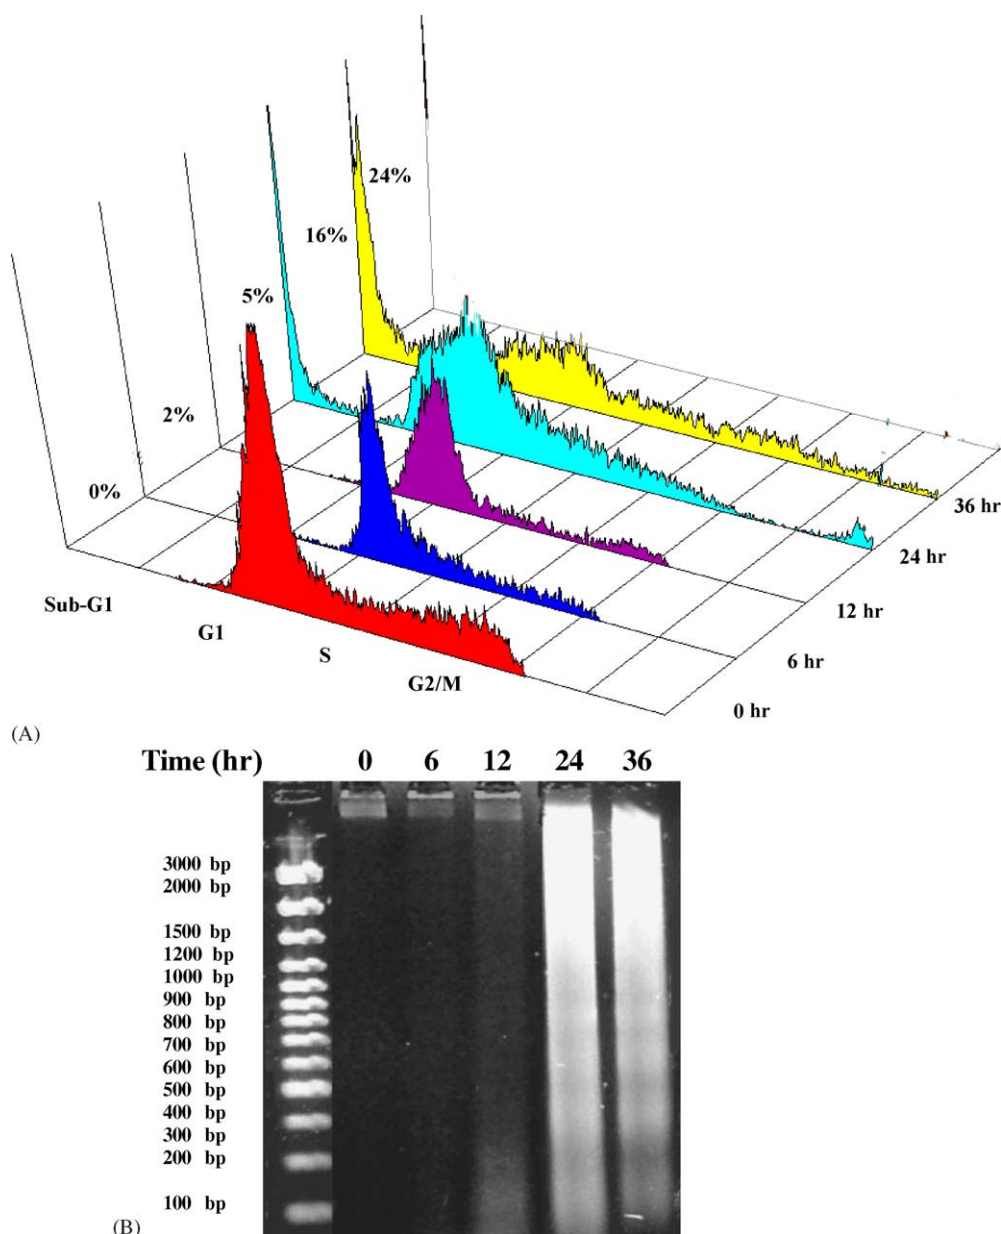 24%
16%
5%
2%
0%
36 hr
24 hr
12 hr
6 hr
0 hr
Sub-G1
G1
S
G2/M
(A)
Time (hr) 0 6 12 24 36
3000 bp
2000 bp
1500 bp
1200 bp
1000 bp
900 bp
800 bp
700 bp
600 bp
500 bp
400 bp
300 bp
200 bp
100 bp
(B)